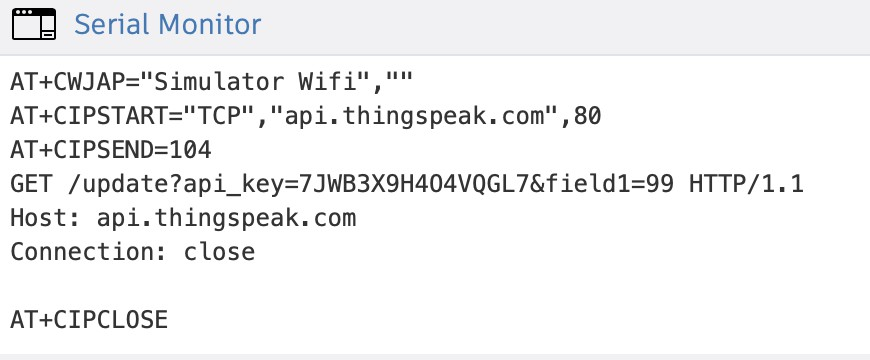 Serial Monitor
AT+CWJAP="Simulator Wifi",""
AT+CIPSTART="TCP","api.thingspeak.com",80
AT+CIPSEND=104
GET /update?api_key=7JWB3X9H4O4VQGL7&field1=99 HTTP/1.1
Host: api.thingspeak.com
Connection: close
AT+CIPCLOSE